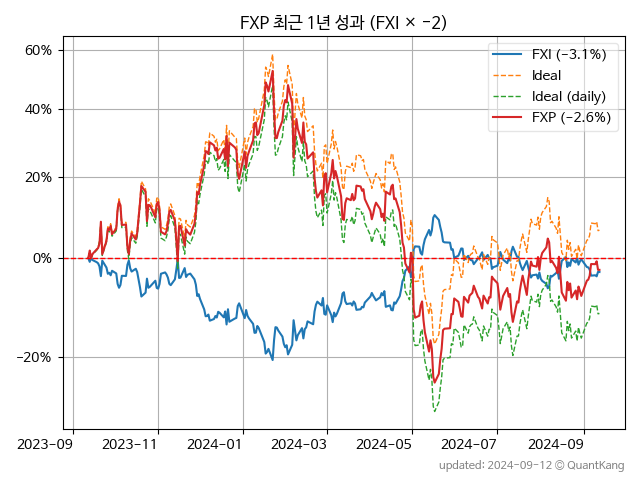 FXP 최근 1년 성과 (FXI × −2)
60%
40%
20%
0%
−20%
FXI (−3.1%)
Ideal
Ideal (daily)
FXP (−2.6%)
2023-09
2023-11
2024-01
2024-03
2024-05
2024-07
2024-09
updated: 2024-09-12 © QuantKang